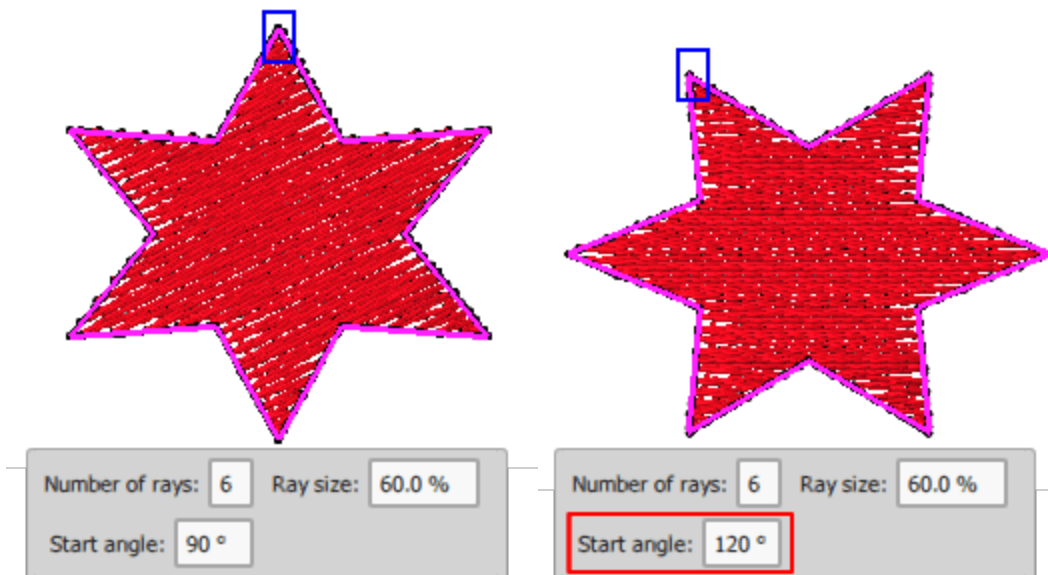 Number of rays: 6 Ray size: 60.0 %
Start angle: 90 °
Number of rays: 6 Ray size: 60.0 %
Start angle: 120 °